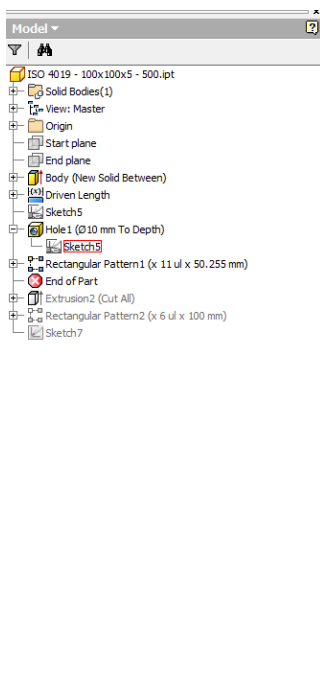 Model
ISO 4019 - 100x100x5 - 500.ipt
Solid Bodies(1)
View: Master
Origin
Start plane
End plane
Body (New Solid Between)
Driven Length
Sketch5
Hole1 (Ø10 mm To Depth)
Sketch5
Rectangular Pattern1 (x 11 ul x 50.255 mm)
End of Part
Extrusion2 (Cut All)
Rectangular Pattern2 (x 6 ul x 100 mm)
Sketch7